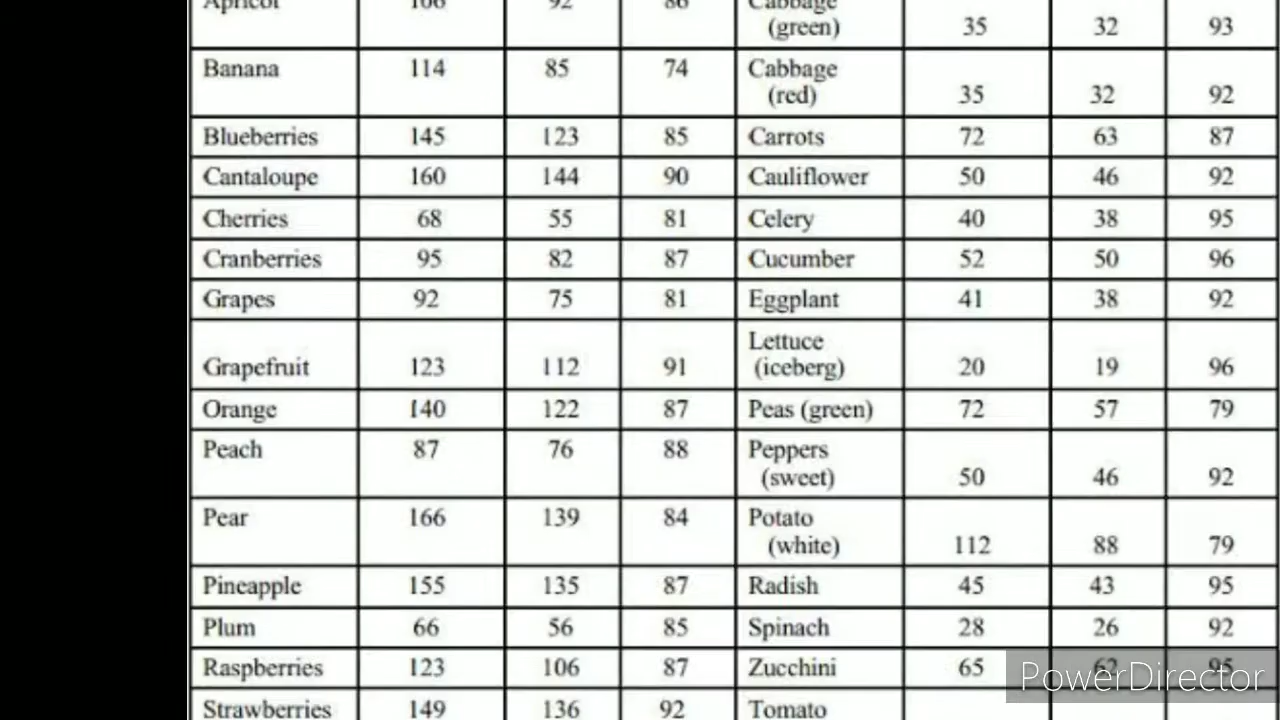 Apricot 106 92 86 Cabbage
(green) 35 32 93
Banana 114 85 74 Cabbage
(red) 35 32 92
Blueberries 145 123 85 Carrots 72 63 87
Cantaloupe 160 144 90 Cauliflower 50 46 92
Cherries 68 55 81 Celery 40 38 95
Cranberries 95 82 87 Cucumber 52 50 96
Grapes 92 75 81 Eggplant 41 38 92
Lettuce
Grapefruit 123 112 91 (iceberg) 20 19 96
Orange 140 122 87 Peas (green) 72 57 79
Peach 87 76 88 Peppers
(sweet) 50 46 92
Pear 166 139 84 Potato
(white) 112 88 79
Pineapple 155 135 87 Radish 45 43 95
Plum 66 56 85 Spinach 28 26 92
Raspberries 123 106 87 Zucchini 65 62 95
Strawberries 149 136 92 Tomato
PowerDirector